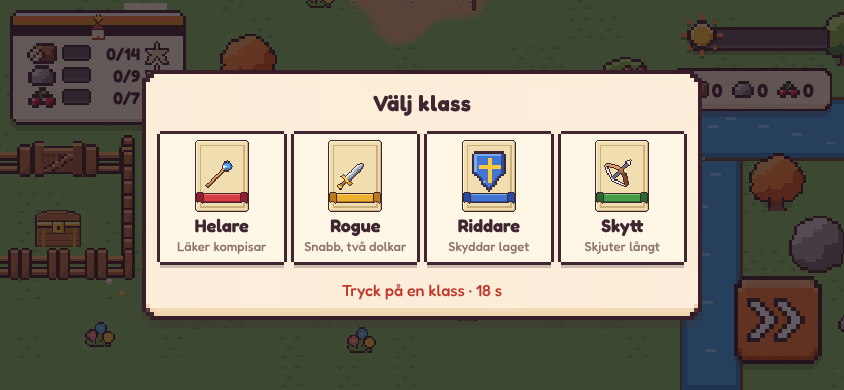 0/14
0/9
0/7
0 0 0
Välj klass
Helare
Läker kompisar
Rogue
Snabb, två dolkar
Riddare
Skyddar laget
Skytt
Skjuter långt
Tryck på en klass · 18 s